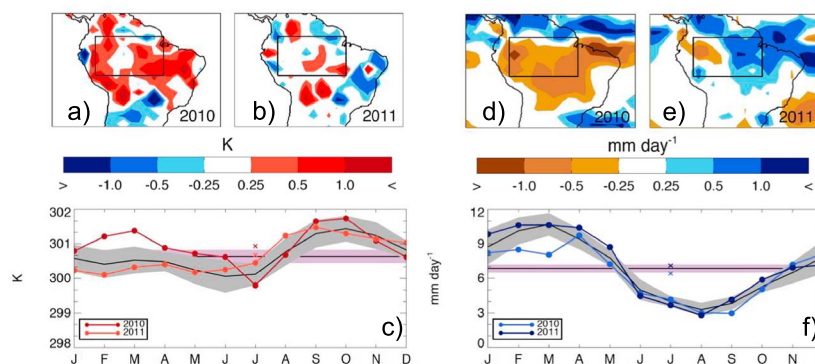 a)
2010
b)
2011
d)
2010
e)
2011
K
mm day-1
> -1.0 -0.5 -0.25 0.25 0.5 1.0 <
> -1.0 -0.5 -0.25 0.25 0.5 1.0 <
302
301
300
299
298
K
2010
2011
c)
J F M A M J J A S O N D
12
9
6
3
mm day-1
2010
2011
f)
J F M A M J J A S O N